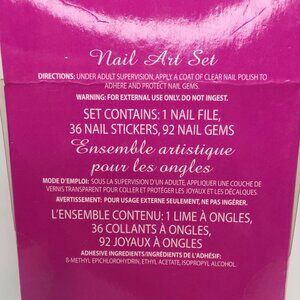 Nail Art Set
DIRECTIONS: UNDER ADULT SUPERVISION, APPLY A COAT OF CLEAR NAIL POLISH TO
ADHERE AND PROTECT NAIL GEMS.
WARNING: FOR EXTERNAL USE ONLY. DO NOT INGEST.
SET CONTAINS: 1 NAIL FILE,
36 NAIL STICKERS, 92 NAIL GEMS
Ensemble artistique
pour les ongles
MODE D'EMPLOI: SOUS LA SUPERVISION D'UN ADULTE, APPLIQUER UNE COUCHE DE
VERNIS TRANSPARENT POUR COLLER ET PROTÉGER LES JOYAUX ET LES DÉCALQUES.
AVERTISSEMENT: POUR USAGE EXTERNE SEULEMENT, NE PAS INGÉRER.
L'ENSEMBLE CONTENU: 1 LIME À ONGLES,
36 COLLANTS À ONGLES,
92 JOYAUX À ONGLES
ADHESIVE INGREDIENTS/INGRÉDIENTS DE L'ADHÉSIF:
ß-METHYL EPICHLOROHYDRIN, ETHYL ACETATE, ISOPROPYL ALCOHOL.